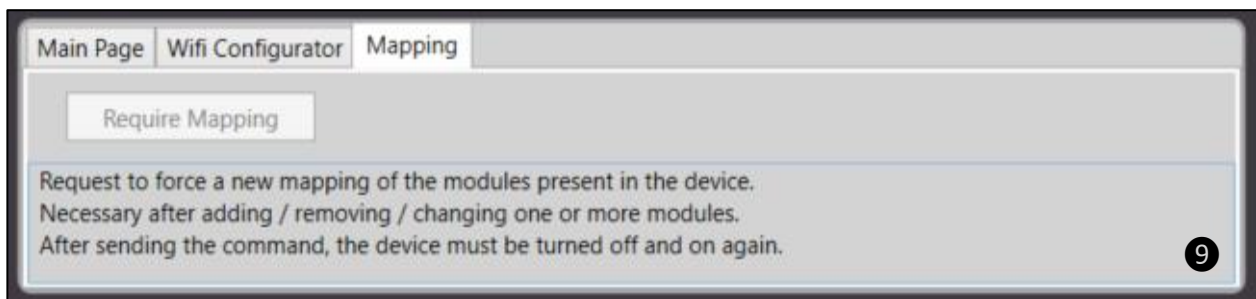 Main Page Wifi Configurator Mapping
Require Mapping
Request to force a new mapping of the modules present in the device.
Necessary after adding / removing / changing one or more modules.
After sending the command, the device must be turned off and on again.
9